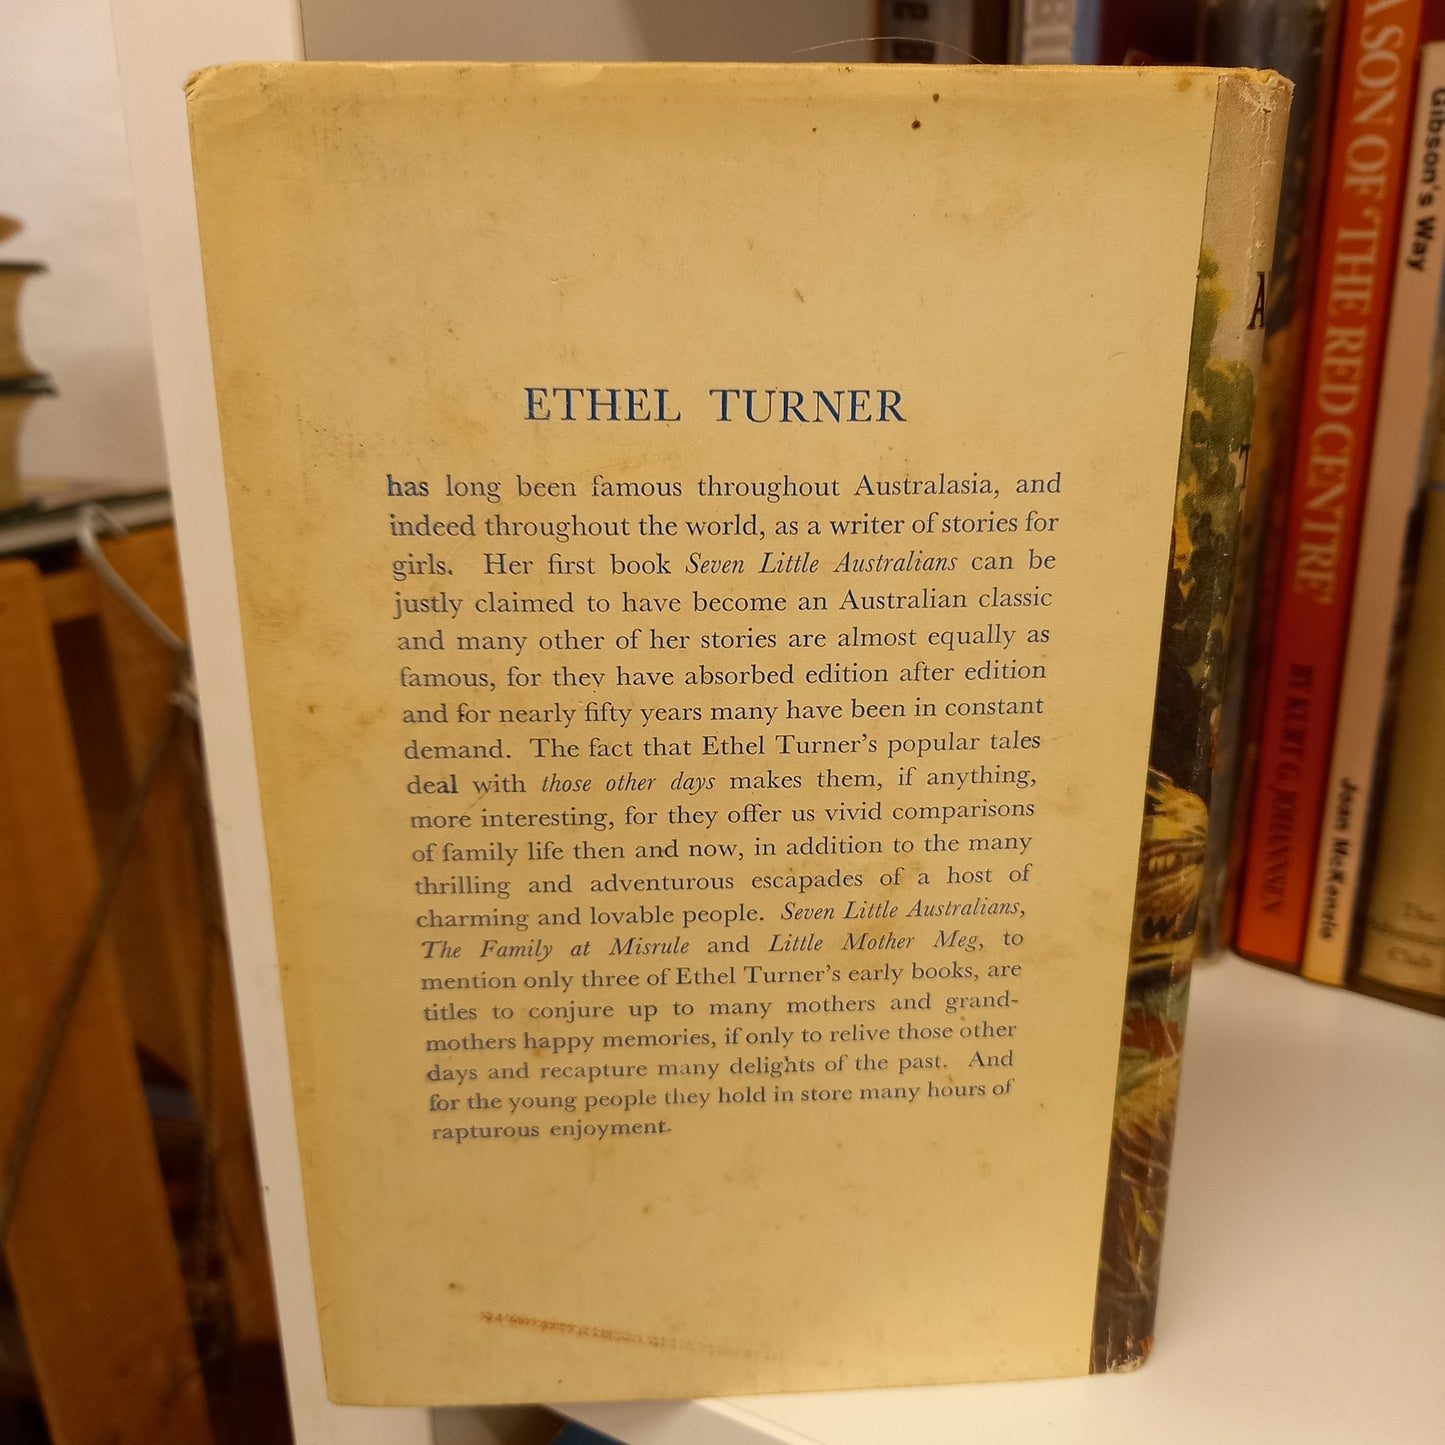 ETHEL TURNER
has long been famous throughout Australasia, and
indeed throughout the world, as a writer of stories for
girls. Her first book Seven Little Australians can be
justly claimed to have become an Australian classic
and many other of her stories are almost equally as
famous, for they have absorbed edition after edition
and for nearly fifty years many have been in constant
demand. The fact that Ethel Turner's popular tales
deal with those other days makes them, if anything,
more interesting, for they offer us vivid comparisons
of family life then and now, in addition to the many
thrilling and adventurous escapades of a host of
charming and lovable people. Seven Little Australians,
The Family at Misrule and Little Mother Meg, to
mention only three of Ethel Turner's early books, are
titles to conjure up to many mothers and grand-
mothers happy memories, if only to relive those other
days and recapture many delights of the past. And
for the young people they hold in store many hours of
rapturous enjoyment.
A
A SON OF 'THE RED CENTRE' BY KURT G. JOHANNSEN
Gibson's Way Joan McKenzie
Club